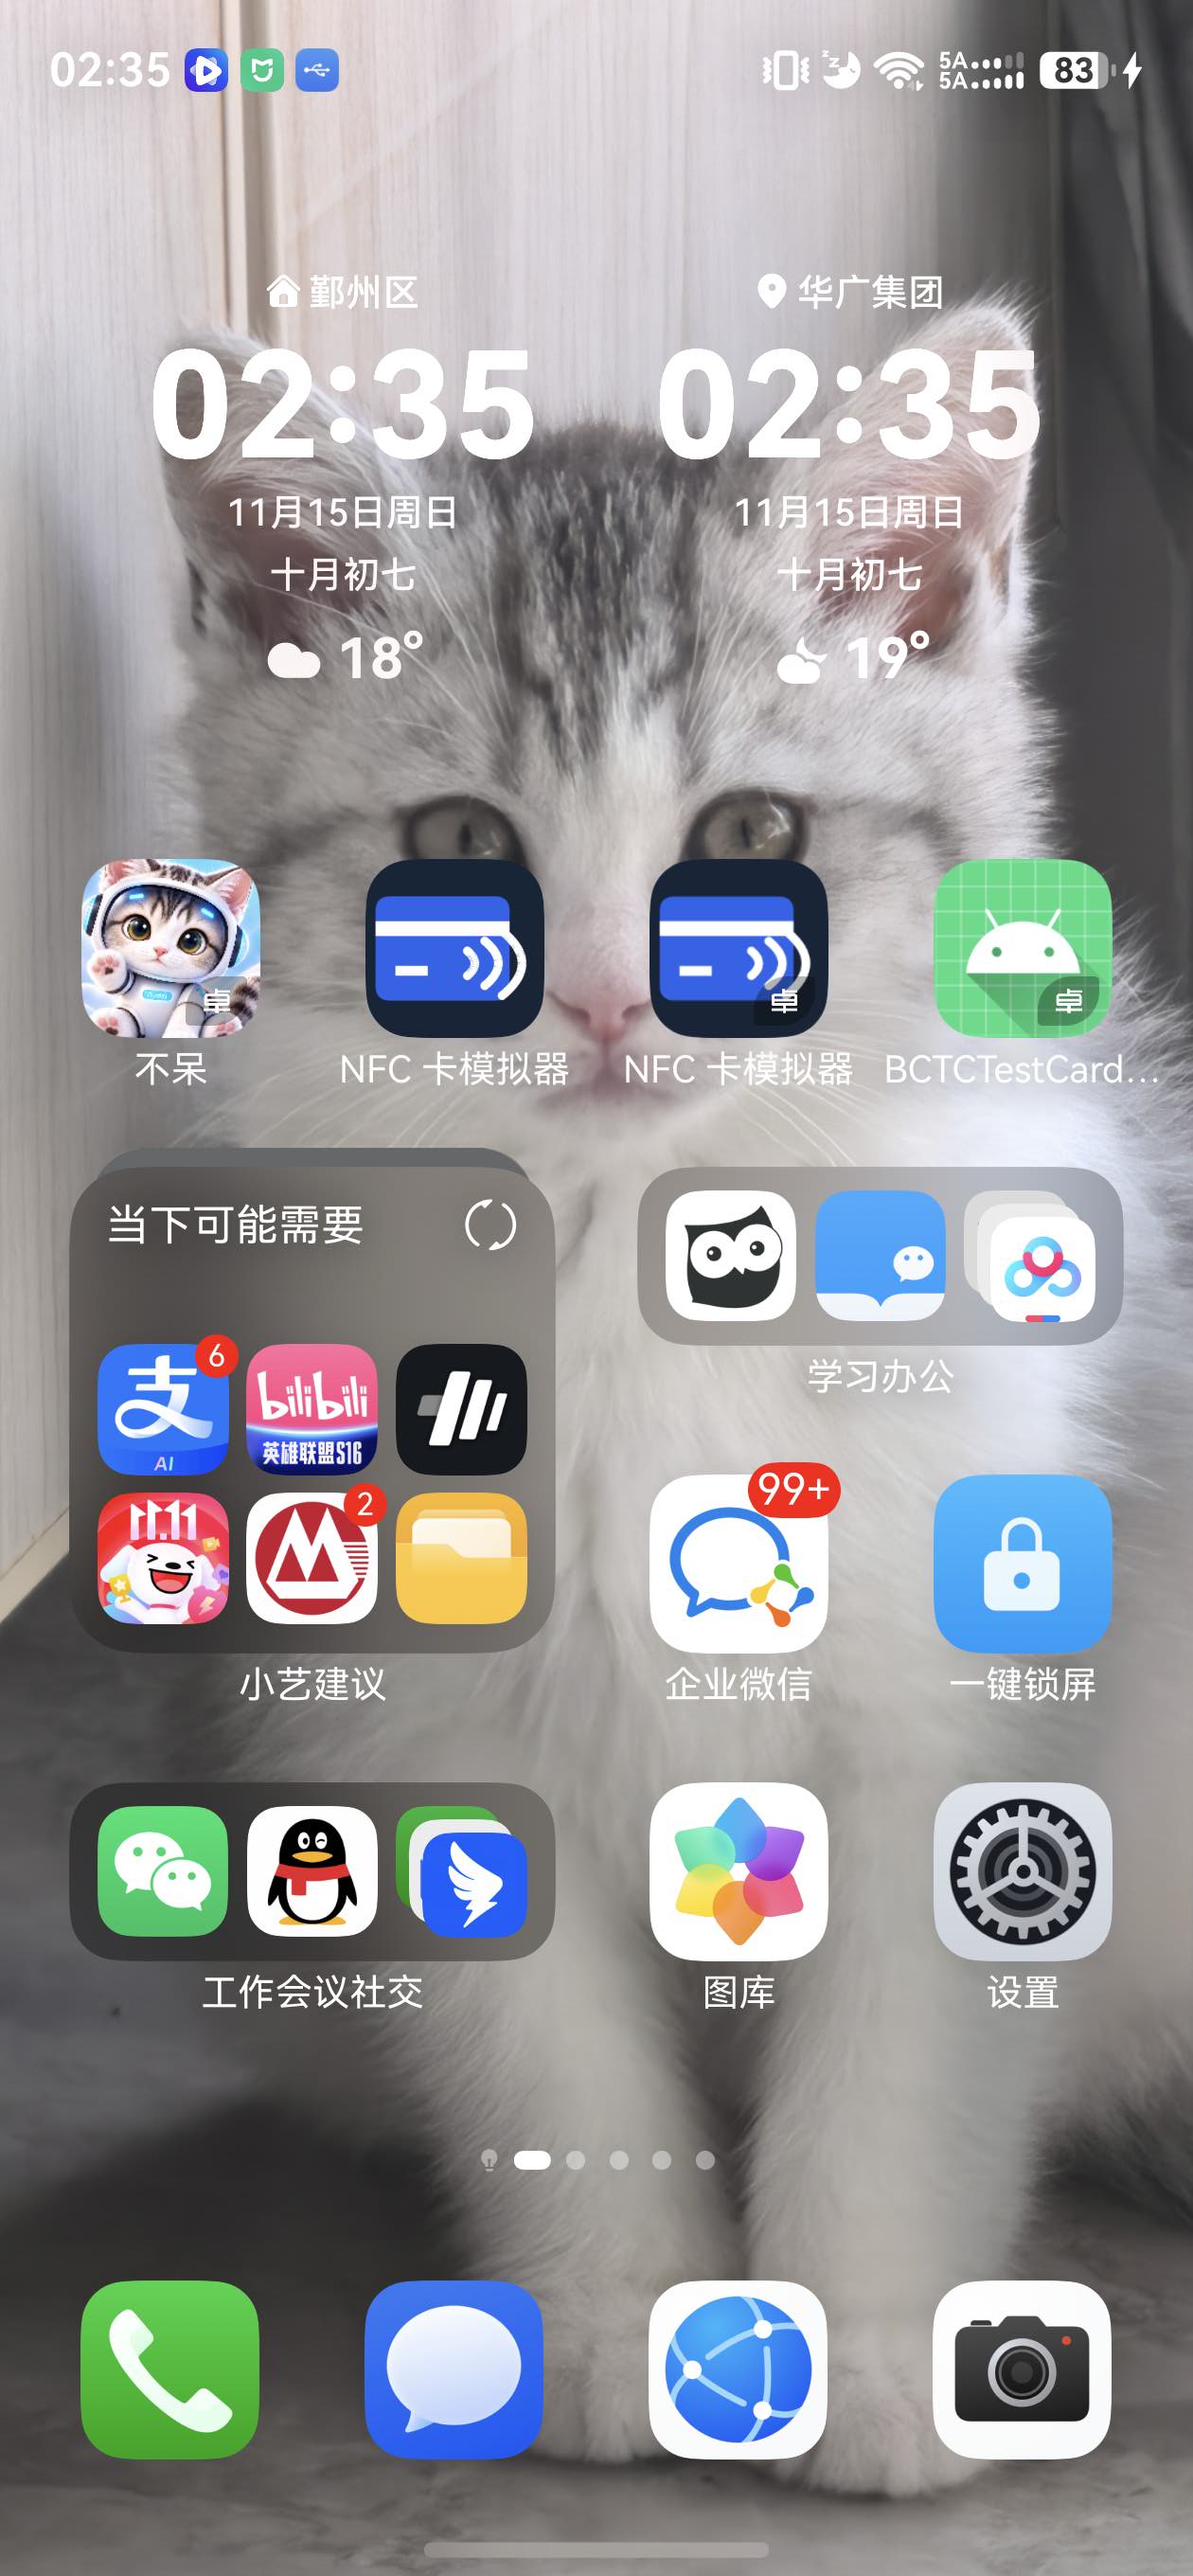 02:35
5A
5A
83
鄞州区
华广集团
02:35
02:35
11月15日周日
11月15日周日
十月初七
十月初七
18°
19°
卓
卓
卓
不呆
NFC 卡模拟器
NFC 卡模拟器
BCTCTestCard...
当下可能需要
支
AI
6
bilibili
英雄联盟S16
11.11
2
小艺建议
学习办公
99+
企业微信
一键锁屏
工作会议社交
图库
设置